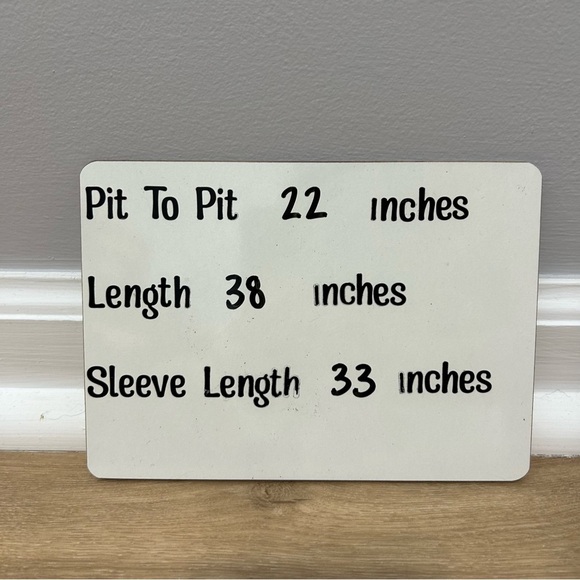 Pit To Pit 22 inches
Length 38 inches
Sleeve Length 33 inches